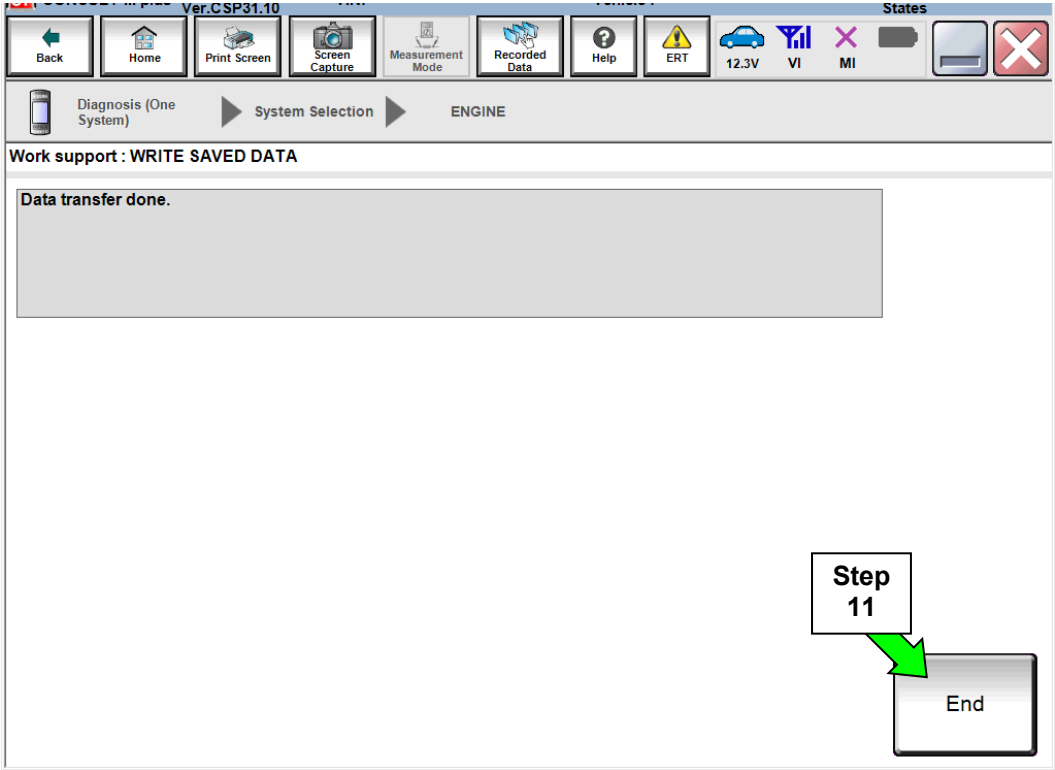 Ver.CSP31.10
States
Back
Home
Print Screen
Screen
Capture
Measurement
Mode
Recorded
Data
Help
ERT
12.3V
VI
MI
Diagnosis (One
System)
System Selection
ENGINE
Work support : WRITE SAVED DATA
Data transfer done.
Step
11
End